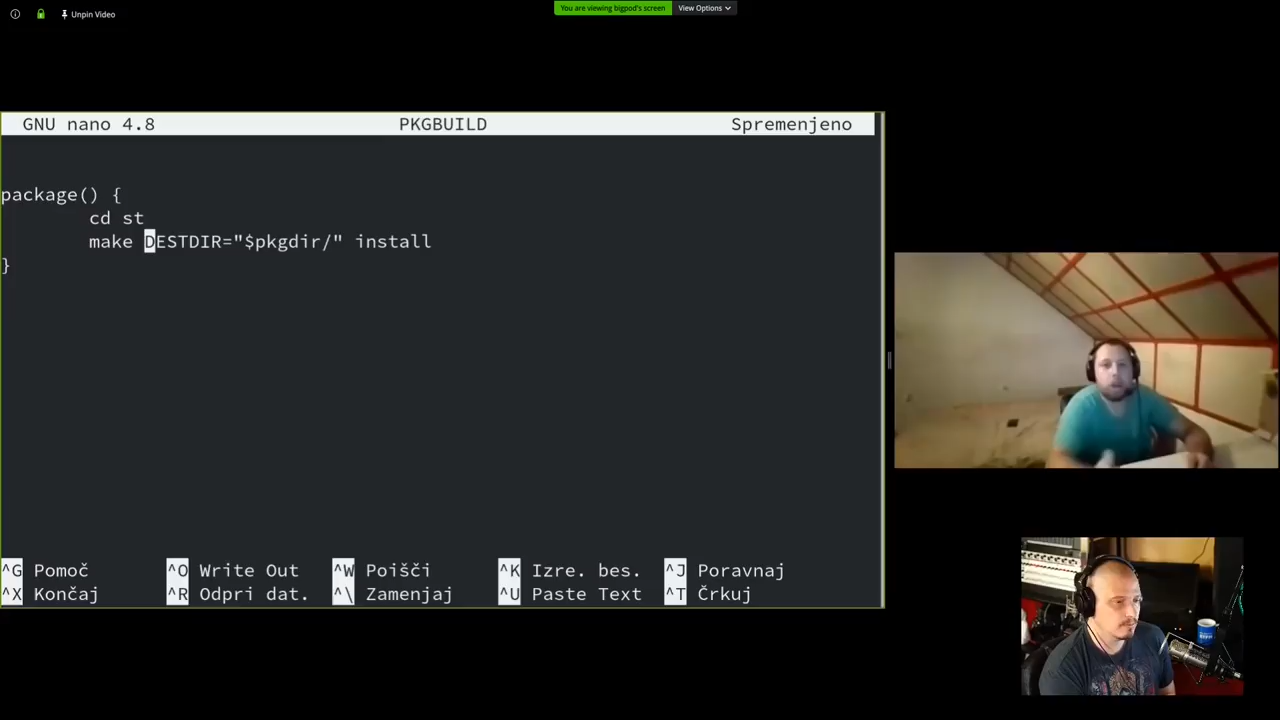 Unpin Video
You are viewing bigpod's screen
View Options
GNU nano 4.8 PKGBUILD Spremenjeno
package() {
cd st
make DESTDIR="$pkgdir/" install
}
^G Pomoč ^O Write Out ^W Poišči ^K Izre. bes. ^J Poravnaj
^X Končaj ^R Odpri dat. ^\ Zamenjaj ^U Paste Text ^T Črkuj